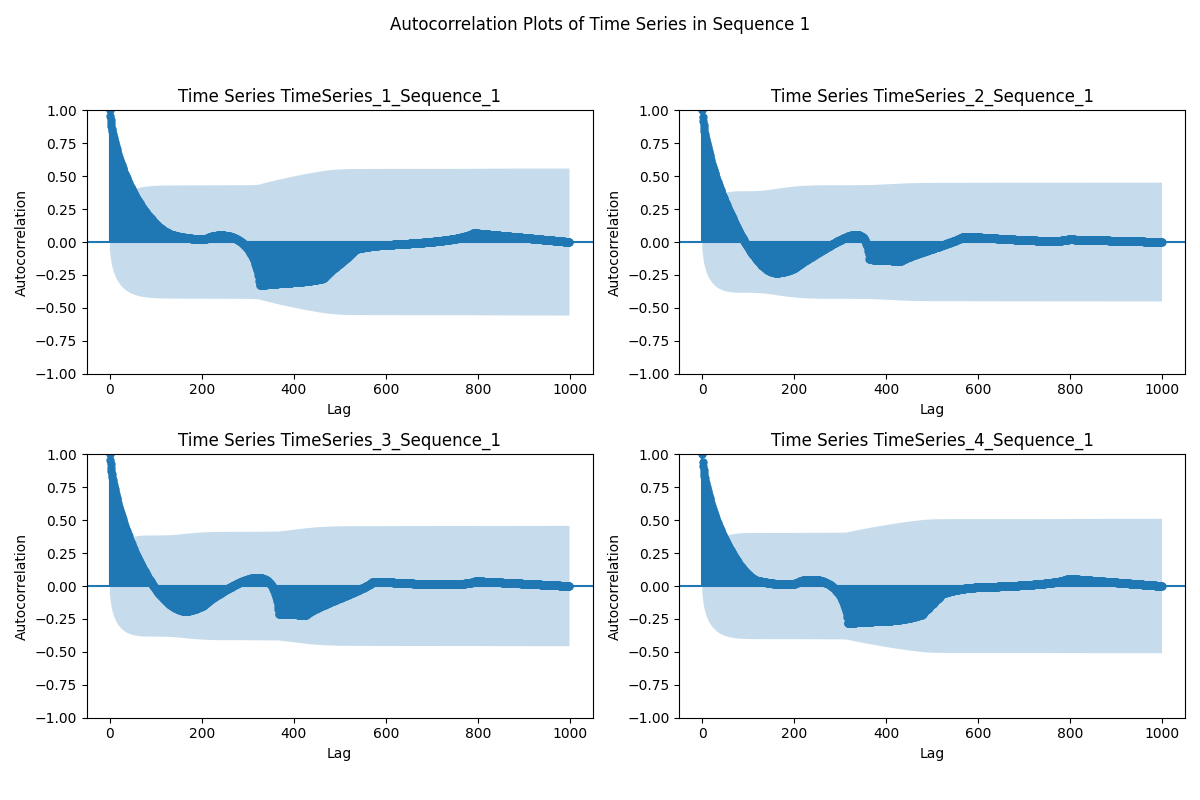 Autocorrelation Plots of Time Series in Sequence 1
Time Series TimeSeries_1_Sequence_1
1.00
0.75
0.50
0.25
0.00
−0.25
−0.50
−0.75
−1.00
Autocorrelation
0 200 400 600 800 1000
Lag
Time Series TimeSeries_2_Sequence_1
1.00
0.75
0.50
0.25
0.00
−0.25
−0.50
−0.75
−1.00
Autocorrelation
0 200 400 600 800 1000
Lag
Time Series TimeSeries_3_Sequence_1
1.00
0.75
0.50
0.25
0.00
−0.25
−0.50
−0.75
−1.00
Autocorrelation
0 200 400 600 800 1000
Lag
Time Series TimeSeries_4_Sequence_1
1.00
0.75
0.50
0.25
0.00
−0.25
−0.50
−0.75
−1.00
Autocorrelation
0 200 400 600 800 1000
Lag